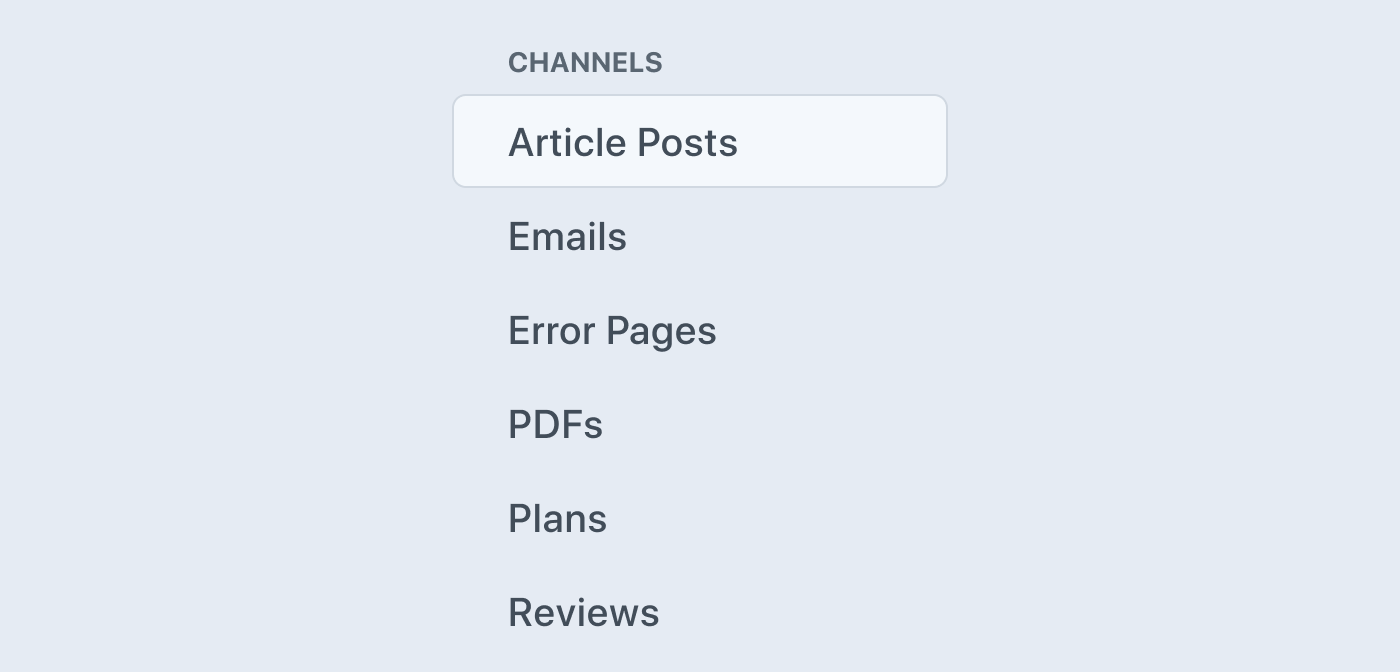 CHANNELS
Article Posts
Emails
Error Pages
PDFs
Plans
Reviews